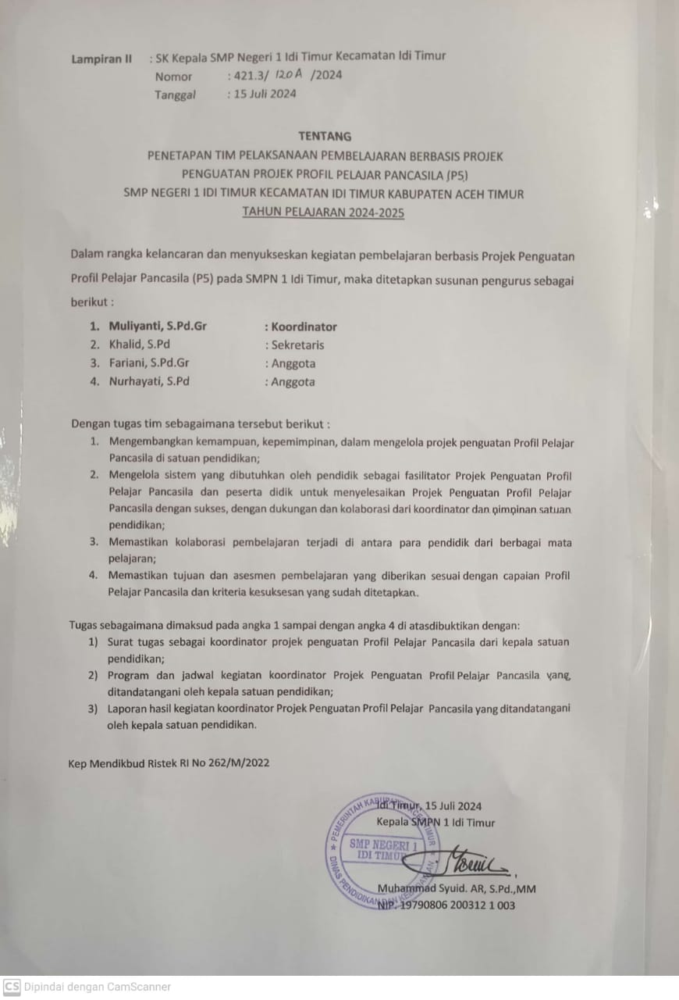 Lampiran II : SK Kepala SMP Negeri 1 Idi Timur Kecamatan Idi Timur
Nomor : 421.3/ 120A /2024
Tanggal : 15 Juli 2024
TENTANG
PENETAPAN TIM PELAKSANAAN PEMBELAJARAN BERBASIS PROJEK
PENGUATAN PROJEK PROFIL PELAJAR PANCASILA (P5)
SMP NEGERI 1 IDI TIMUR KECAMATAN IDI TIMUR KABUPATEN ACEH TIMUR
TAHUN PELAJARAN 2024-2025
Dalam rangka kelancaran dan menyukseskan kegiatan pembelajaran berbasis Projek Penguatan
Profil Pelajar Pancasila (P5) pada SMPN 1 Idi Timur, maka ditetapkan susunan pengurus sebagai
berikut :
1. Muliyanti, S.Pd.Gr : Koordinator
2. Khalid, S.Pd : Sekretaris
3. Fariani, S.Pd.Gr : Anggota
4. Nurhayati, S.Pd : Anggota
Dengan tugas tim sebagaimana tersebut berikut :
1. Mengembangkan kemampuan, kepemimpinan, dalam mengelola projek penguatan Profil Pelajar
Pancasila di satuan pendidikan;
2. Mengelola sistem yang dibutuhkan oleh pendidik sebagai fasilitator Projek Penguatan Profil
Pelajar Pancasila dan peserta didik untuk menyelesaikan Projek Penguatan Profil Pelajar
Pancasila dengan sukses, dengan dukungan dan kolaborasi dari koordinator dan pimpinan satuan
pendidikan;
3. Memastikan kolaborasi pembelajaran terjadi di antara para pendidik dari berbagai mata
pelajaran;
4. Memastikan tujuan dan asesmen pembelajaran yang diberikan sesuai dengan capaian Profil
Pelajar Pancasila dan kriteria kesuksesan yang sudah ditetapkan.
Tugas sebagaimana dimaksud pada angka 1 sampai dengan angka 4 di atasdibuktikan dengan:
1) Surat tugas sebagai koordinator projek penguatan Profil Pelajar Pancasila dari kepala satuan
pendidikan;
2) Program dan jadwal kegiatan koordinator Projek Penguatan Profil Pelajar Pancasila yang
ditandatangani oleh kepala satuan pendidikan;
3) Laporan hasil kegiatan koordinator Projek Penguatan Profil Pelajar Pancasila yang ditandatangani
oleh kepala satuan pendidikan.
Kep Mendikbud Ristek RI No 262/M/2022
Idi Timur, 15 Juli 2024
Kepala SMPN 1 Idi Timur
PEMERINTAH KABUPATEN ACEH TIMUR
SMP NEGERI 1
IDI TIMUR
DINAS PENDIDIKAN DAN KEBUDAYAAN
Muhammad Syuid. AR, S.Pd.,MM
NIP. 19790806 200312 1 003
CS Dipindai dengan CamScanner